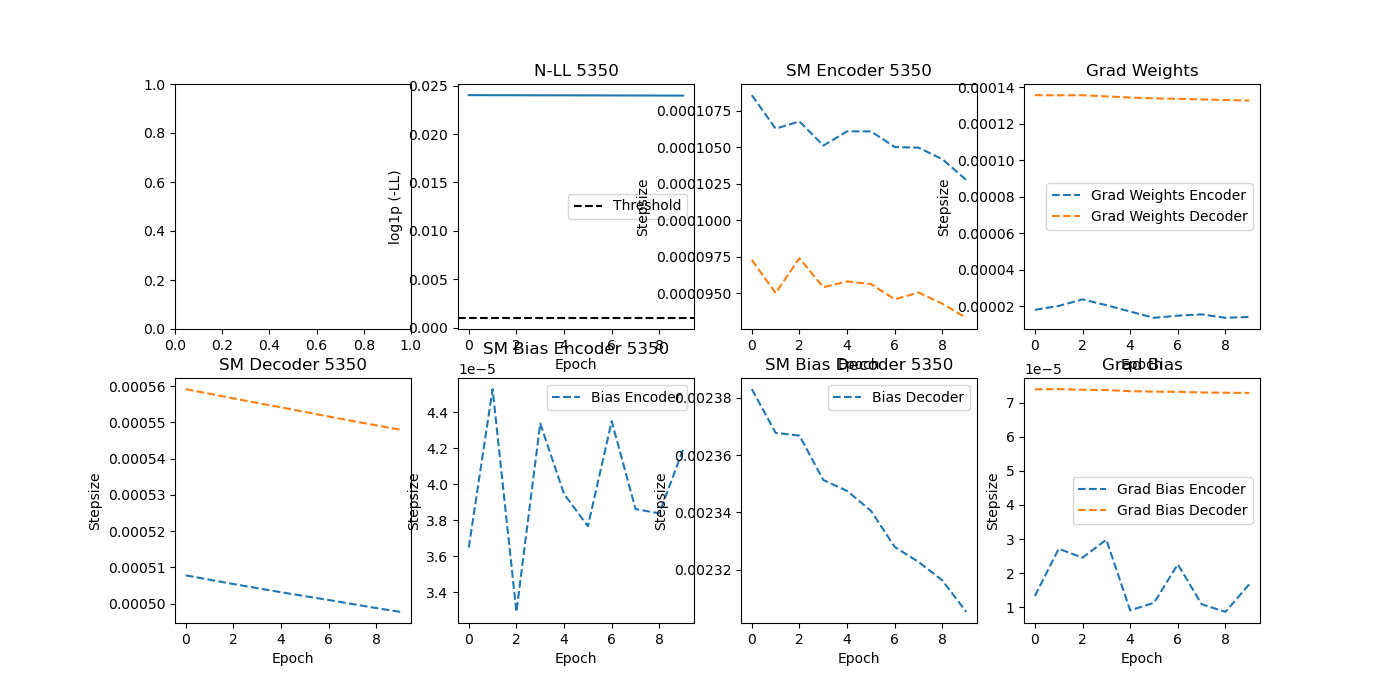 N-LL 5350
SM Encoder 5350
Grad Weights
1.0
0.8
0.6
0.4
0.2
0.0
0.0 0.2 0.4 0.6 0.8 1.0
log1p (-LL)
0.025
0.020
0.015
0.010
0.005
0.000
Threshold
0 2 4 6 8
Epoch
Stepsize
0.0001075
0.0001050
0.0001025
0.0001000
0.0000975
0.0000950
0 2 4 6 8
Epoch
Stepsize
0.00014
0.00012
0.00010
0.00008
0.00006
0.00004
0.00002
Grad Weights Encoder
Grad Weights Decoder
0 2 4 6 8
Epoch
SM Decoder 5350
SM Bias Encoder 5350
SM Bias Decoder 5350
Grad Bias
Stepsize
0.00056
0.00055
0.00054
0.00053
0.00052
0.00051
0.00050
0 2 4 6 8
Epoch
Stepsize
1e−5
4.4
4.2
4.0
3.8
3.6
3.4
Bias Encoder
0 2 4 6 8
Epoch
Stepsize
0.00238
0.00236
0.00234
0.00232
Bias Decoder
0 2 4 6 8
Epoch
Stepsize
1e−5
7
6
5
4
3
2
1
Grad Bias Encoder
Grad Bias Decoder
0 2 4 6 8
Epoch